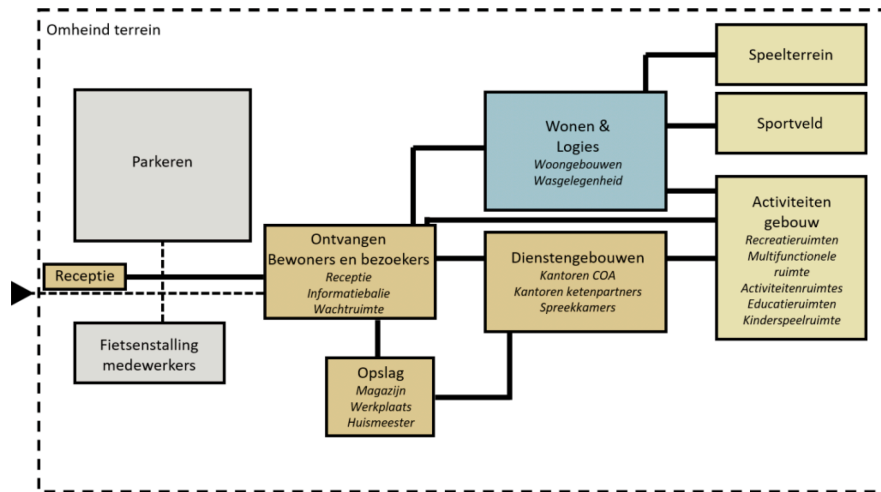 Omheind terrein
Parkeren
Receptie
Fietsenstalling
medewerkers
Ontvangen
Bewoners en bezoekers
Receptie
Informatiebalie
Wachtruimte
Opslag
Magazijn
Werkplaats
Huismeester
Wonen &
Logies
Woongebouwen
Wasgelegenheid
Dienstengebouwen
Kantoren COA
Kantoren ketenpartners
Spreekkamers
Speelterrein
Sportveld
Activiteiten
gebouw
Recreatieruimten
Multifunctionele
ruimte
Activiteitenruimtes
Educatieruimten
Kinderspeelruimte